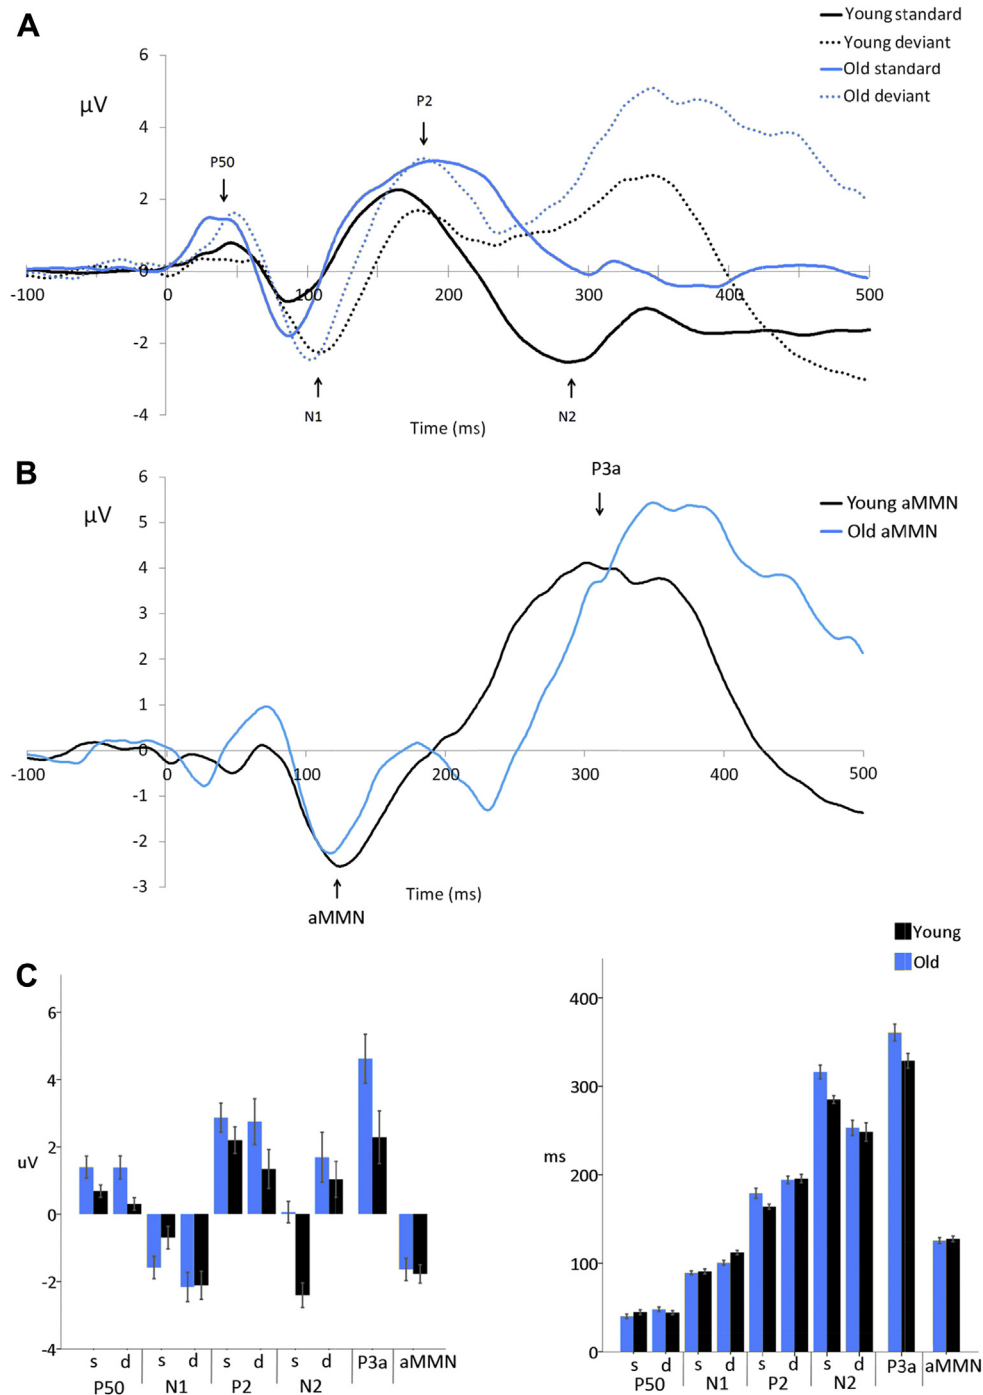 A
Young standard
Young deviant
Old standard
Old deviant
μV
6
4
2
0
-2
-4
P50
P2
N1
N2
-100 0 100 200 300 400 500
Time (ms)
B
P3a
Young aMMN
Old aMMN
μV
6
5
4
3
2
1
0
-1
-2
-3
-100 0 100 200 300 400 500
aMMN
Time (ms)
C
Young
Old
6
4
2
uV
0
-2
-4
s d s d s d s d P3a aMMN
P50 N1 P2 N2
400
300
ms
200
100
0
s d s d s d s d P3a aMMN
P50 N1 P2 N2